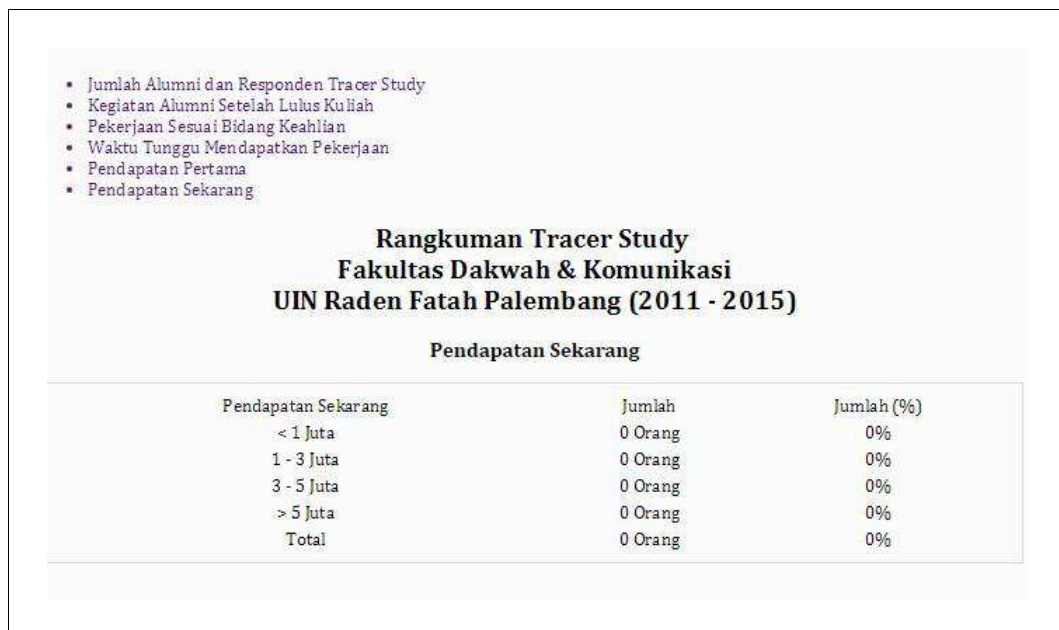 • Jumlah Alumni dan Responden Tracer Study
• Kegiatan Alumni Setelah Lulus Kuliah
• Pekerjaan Sesuai Bidang Keahlian
• Waktu Tunggu Mendapatkan Pekerjaan
• Pendapatan Pertama
• Pendapatan Sekarang
Rangkuman Tracer Study
Fakultas Dakwah & Komunikasi
UIN Raden Fatah Palembang (2011 - 2015)
Pendapatan Sekarang
Pendapatan Sekarang Jumlah Jumlah (%)
< 1 Juta 0 Orang 0%
1 - 3 Juta 0 Orang 0%
3 - 5 Juta 0 Orang 0%
> 5 Juta 0 Orang 0%
Total 0 Orang 0%